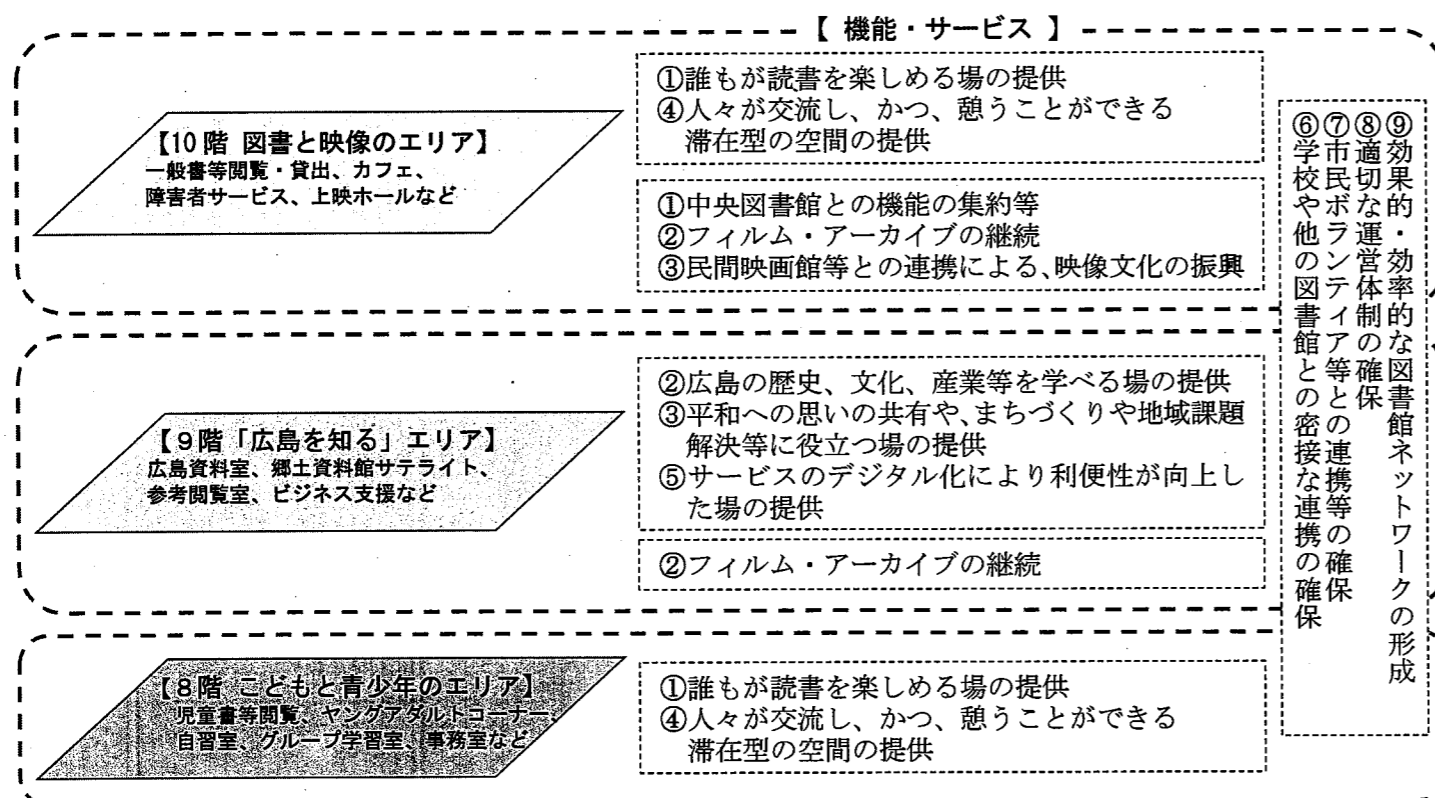 【 機能・サービス 】
【10階 図書と映像のエリア】
一般書等閲覧・貸出、カフェ、
障害者サービス、上映ホールなど
①誰もが読書を楽しめる場の提供
④人々が交流し、かつ、憩うことができる
滞在型の空間の提供
①中央図書館との機能の集約等
②フィルム・アーカイブの継続
③民間映画館等との連携による、映像文化の振興
【9階「広島を知る」エリア】
広島資料室、郷土資料館サテライト、
参考閲覧室、ビジネス支援など
②広島の歴史、文化、産業等を学べる場の提供
③平和への思いの共有や、まちづくりや地域課題
解決等に役立つ場の提供
⑤サービスのデジタル化により利便性が向上し
た場の提供
②フィルム・アーカイブの継続
【8階 こどもと青少年のエリア】
児童書等閲覧、ヤングアダルトコーナー、
自習室、グループ学習室、事務室など
①誰もが読書を楽しめる場の提供
④人々が交流し、かつ、憩うことができる
滞在型の空間の提供
⑨効果的・効率的な図書館ネットワークの形成
⑧適切な運営体制の確保
⑦市民ボランティア等との連携等の確保
⑥学校や他の図書館との密接な連携の確保